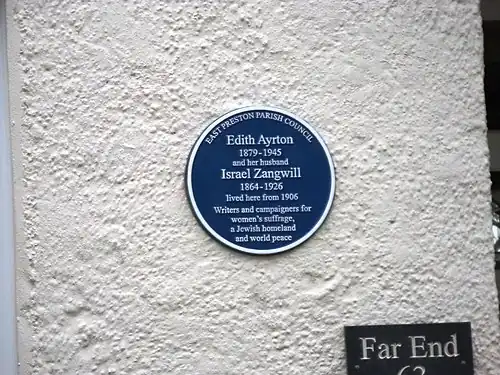 EAST PRESTON PARISH COUNCIL
Edith Ayrton
1879-1945
and her husband
Israel Zangwill
1864-1926
lived here from 1906
Writers and campaigners for
women's suffrage,
a Jewish homeland
and world peace
Far End
63